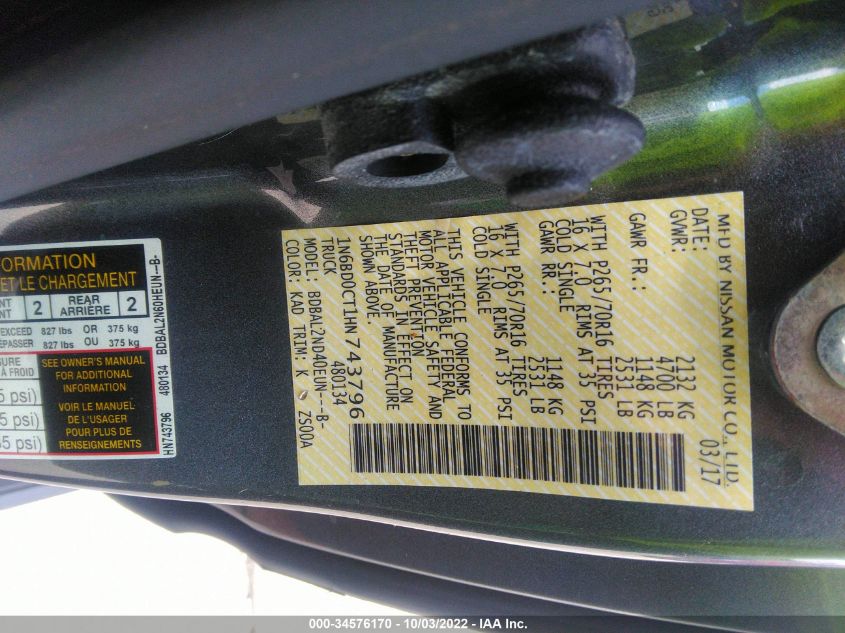 MFD BY NISSAN MOTOR CO., LTD.
DATE: 03/17
GVWR: 2132 KG
4700 LB
GAWR FR.: 1148 KG
2531 LB
WITH P265/70R16 TIRES
16 X 7.0 RIMS AT 35 PSI
COLD SINGLE
GAWR RR.: 1148 KG
2531 LB
WITH P265/70R16 TIRES
16 X 7.0 RIMS AT 35 PSI
COLD SINGLE
THIS VEHICLE CONFORMS TO
ALL APPLICABLE FEDERAL
MOTOR VEHICLE SAFETY AND
THEFT PREVENTION
STANDARDS IN EFFECT ON
THE DATE OF MANUFACTURE
SHOWN ABOVE.
1N6BD0CT1HN743796
TRUCK 480134
MODEL: BDBAL2ND40EUN--B-
COLOR: KAD TRIM: K ZS00A
ET LE CHARGEMENT
2 REAR ARRIÈRE 2
827 lbs OR 375 kg
827 lbs OU 375 kg
À FROID
psi)
psi)
psi)
SEE OWNER'S MANUAL
FOR ADDITIONAL
INFORMATION
VOIR LE MANUEL
DE L'USAGER
POUR PLUS DE
RENSEIGNEMENTS
HN743796 480134 BDBAL2N60HEUN--B-
000-34576170 - 10/03/2022 - IAA Inc.